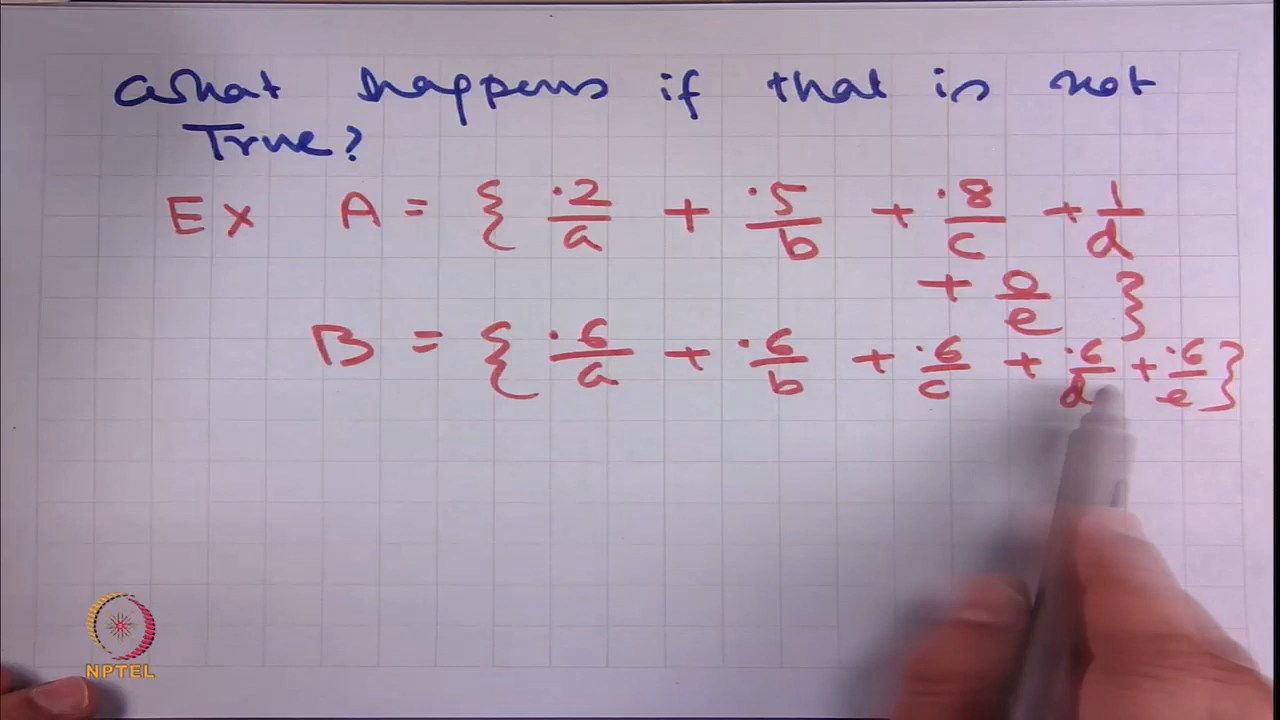 What happens if that is not
True?
Ex A = { .2/a + .5/b + .8/c + 1/d
+ 0/e }
B = { .6/a + .6/b + .6/c + .6/d + .6/e }
NPTEL